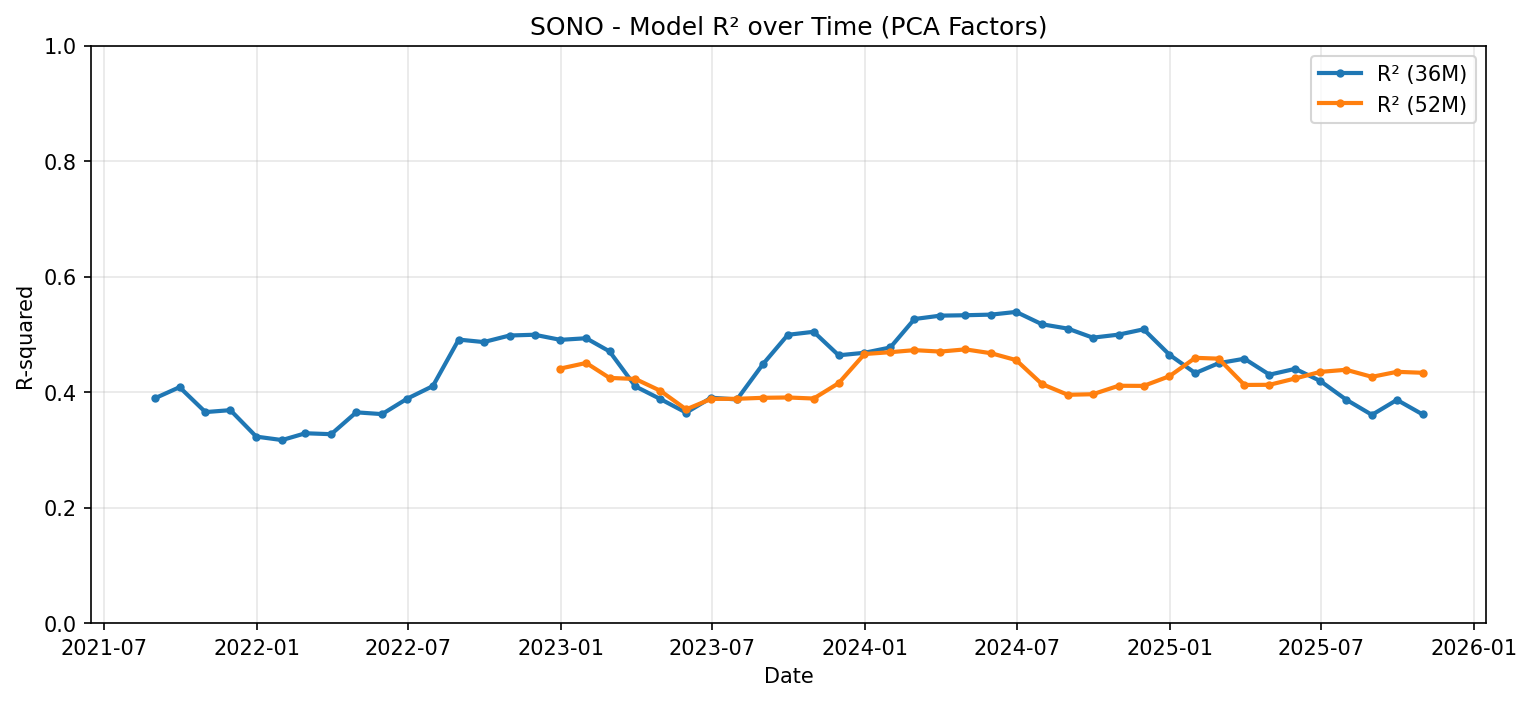 SONO - Model R² over Time (PCA Factors)
R² (36M)
R² (52M)
R-squared
1.0
0.8
0.6
0.4
0.2
0.0
2021-07 2022-01 2022-07 2023-01 2023-07 2024-01 2024-07 2025-01 2025-07 2026-01
Date